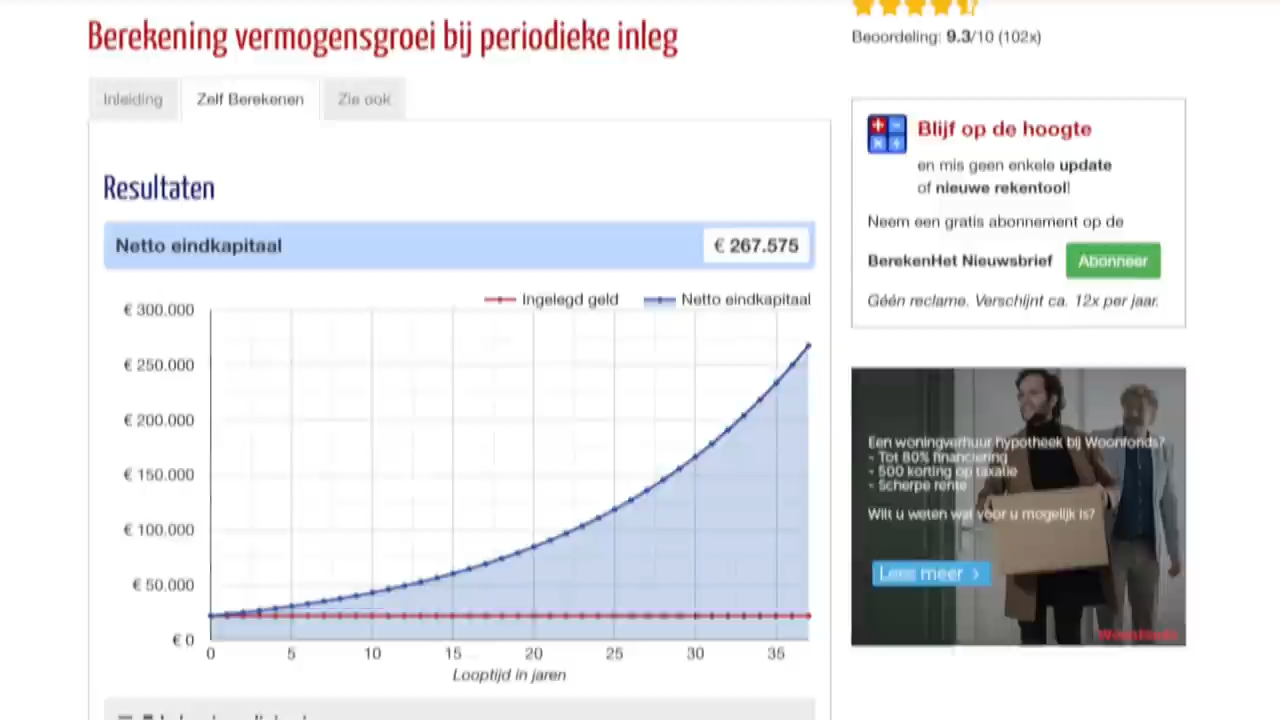 Berekening vermogensgroei bij periodieke inleg
Inleiding
Zelf Berekenen
Zie ook
Resultaten
Netto eindkapitaal
€ 267.575
Ingelegd geld
Netto eindkapitaal
€ 300.000
€ 250.000
€ 200.000
€ 150.000
€ 100.000
€ 50.000
€ 0
0 5 10 15 20 25 30 35
Looptijd in jaren
Beoordeling: 9.3/10 (102x)
Blijf op de hoogte
en mis geen enkele update
of nieuwe rekentool!
Neem een gratis abonnement op de
BerekenHet Nieuwsbrief
Abonneer
Géén reclame. Verschijnt ca. 12x per jaar.
Een woningverhuur hypotheek bij Woonfonds?
- Tot 80% financiering
- 500 korting op taxatie
- Scherpe rente
Wilt u weten wat voor u mogelijk is?
Lees meer >